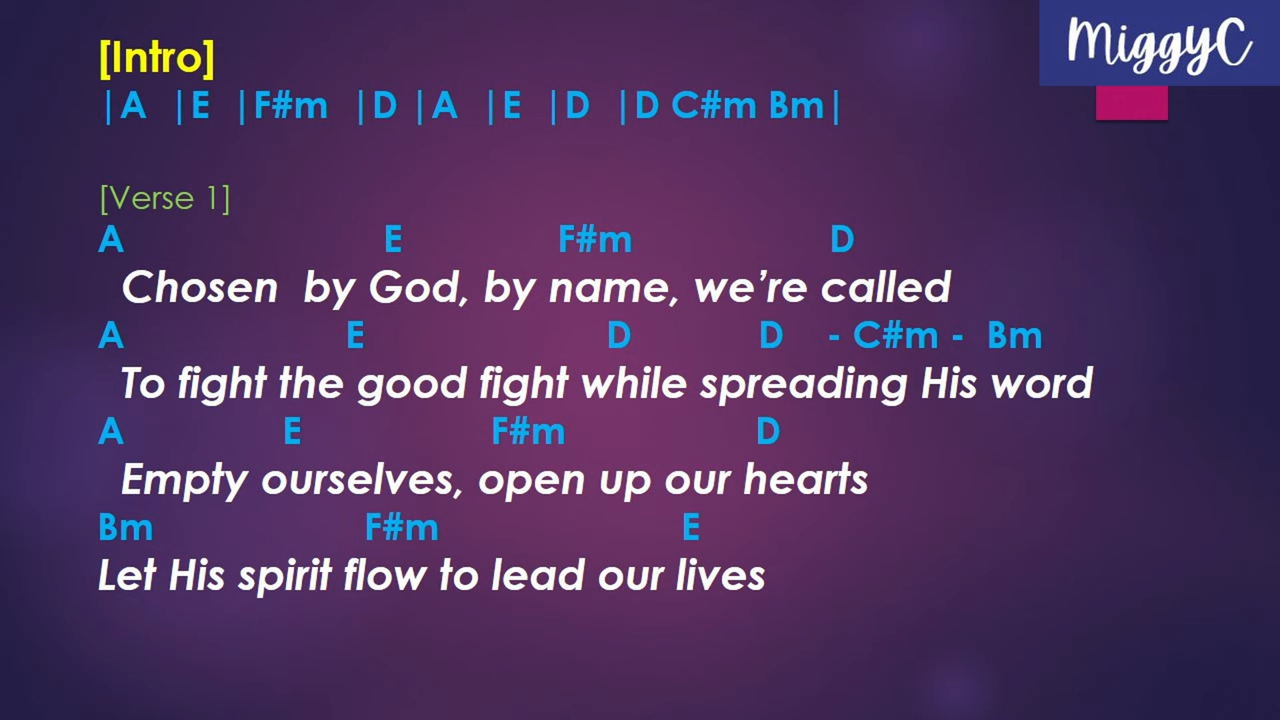 [Intro]
MiggyC
|A |E |F#m |D |A |E |D |D C#m Bm|
[Verse 1]
A E F#m D
Chosen by God, by name, we’re called
A E D D - C#m - Bm
To fight the good fight while spreading His word
A E F#m D
Empty ourselves, open up our hearts
Bm F#m E
Let His spirit flow to lead our lives